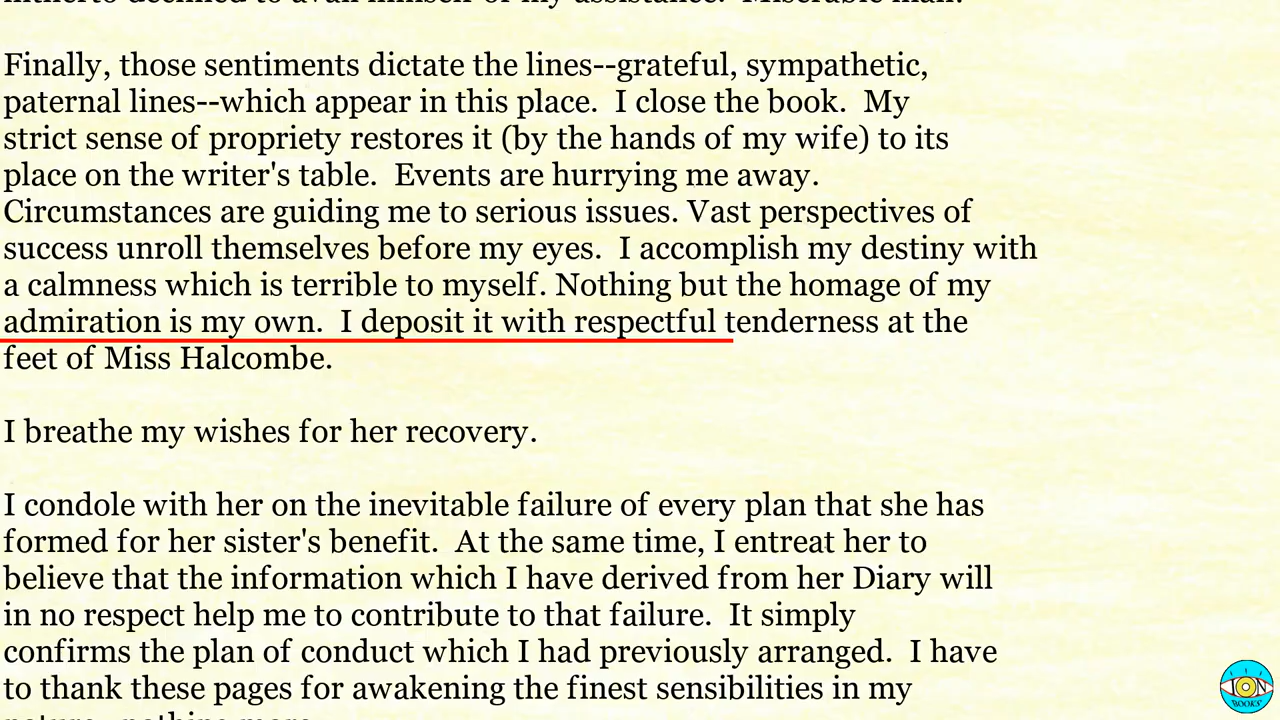 Finally, those sentiments dictate the lines--grateful, sympathetic,
paternal lines--which appear in this place.  I close the book.  My
strict sense of propriety restores it (by the hands of my wife) to its
place on the writer's table.  Events are hurrying me away.
Circumstances are guiding me to serious issues. Vast perspectives of
success unroll themselves before my eyes.  I accomplish my destiny with
a calmness which is terrible to myself. Nothing but the homage of my
admiration is my own.  I deposit it with respectful tenderness at the
feet of Miss Halcombe.
I breathe my wishes for her recovery.
I condole with her on the inevitable failure of every plan that she has
formed for her sister's benefit.  At the same time, I entreat her to
believe that the information which I have derived from her Diary will
in no respect help me to contribute to that failure.  It simply
confirms the plan of conduct which I had previously arranged.  I have
to thank these pages for awakening the finest sensibilities in my
ION
BOOKS